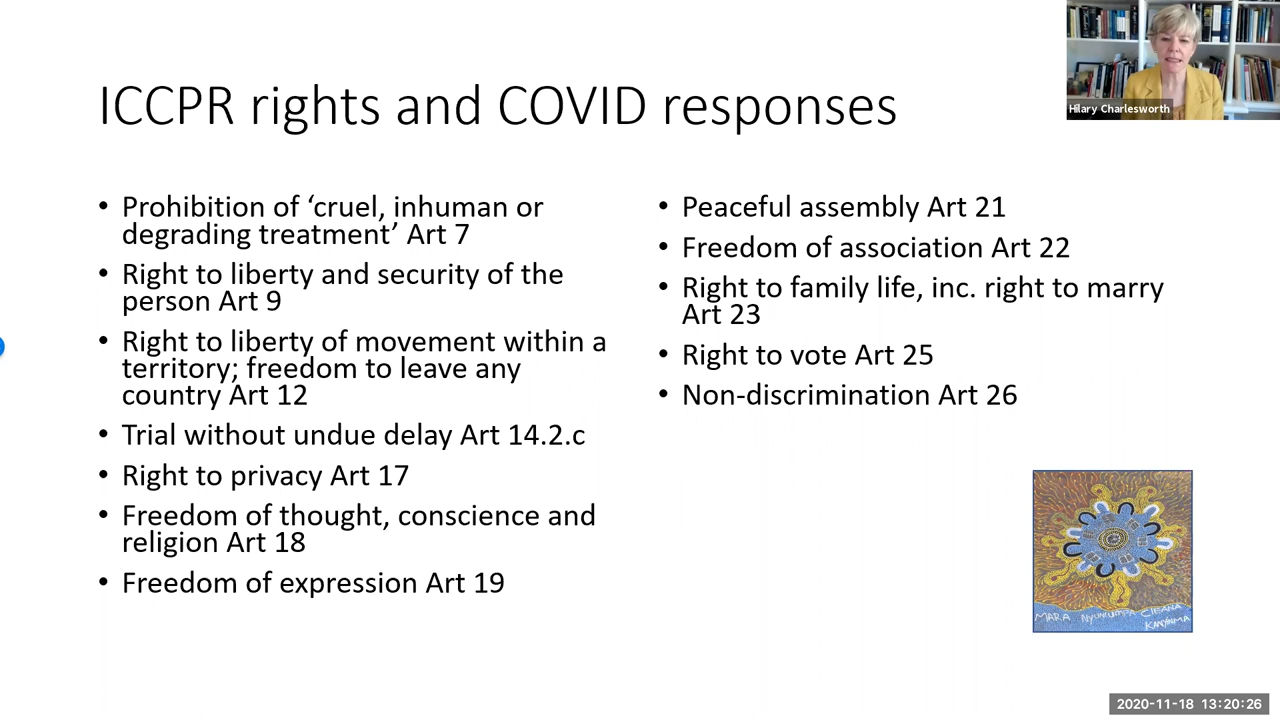 ICCPR rights and COVID responses
Hilary Charlesworth
• Prohibition of ‘cruel, inhuman or
degrading treatment’ Art 7
• Right to liberty and security of the
person Art 9
• Right to liberty of movement within a
territory; freedom to leave any
country Art 12
• Trial without undue delay Art 14.2.c
• Right to privacy Art 17
• Freedom of thought, conscience and
religion Art 18
• Freedom of expression Art 19
• Peaceful assembly Art 21
• Freedom of association Art 22
• Right to family life, inc. right to marry
Art 23
• Right to vote Art 25
• Non-discrimination Art 26
MARA
2020-11-18 13:20:26